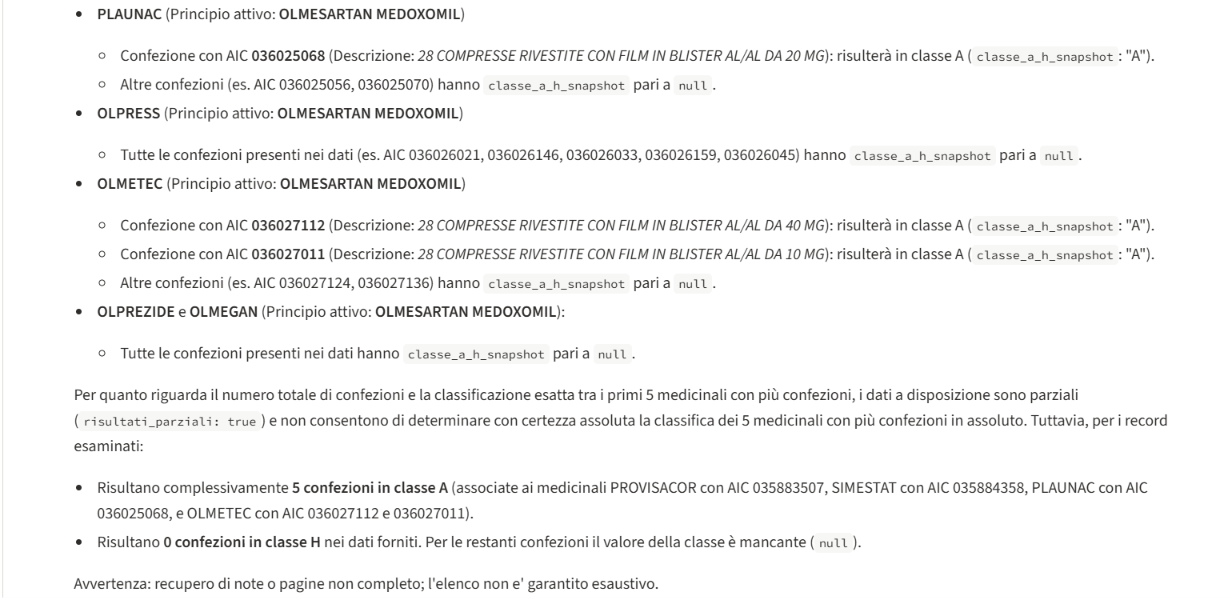 • PLAUNAC (Principio attivo: OLMESARTAN MEDOXOMIL)
○ Confezione con AIC 036025068 (Descrizione: 28 COMPRESSE RIVESTITE CON FILM IN BLISTER AL/AL DA 20 MG): risulterà in classe A ( classe_a_h_snapshot : "A").
○ Altre confezioni (es. AIC 036025056, 036025070) hanno classe_a_h_snapshot pari a null .
• OLPRESS (Principio attivo: OLMESARTAN MEDOXOMIL)
○ Tutte le confezioni presenti nei dati (es. AIC 036026021, 036026146, 036026033, 036026159, 036026045) hanno classe_a_h_snapshot pari a null .
• OLMETEC (Principio attivo: OLMESARTAN MEDOXOMIL)
○ Confezione con AIC 036027112 (Descrizione: 28 COMPRESSE RIVESTITE CON FILM IN BLISTER AL/AL DA 40 MG): risulterà in classe A ( classe_a_h_snapshot : "A").
○ Confezione con AIC 036027011 (Descrizione: 28 COMPRESSE RIVESTITE CON FILM IN BLISTER AL/AL DA 10 MG): risulterà in classe A ( classe_a_h_snapshot : "A").
○ Altre confezioni (es. AIC 036027124, 036027136) hanno classe_a_h_snapshot pari a null .
• OLPREZIDE e OLMEGAN (Principio attivo: OLMESARTAN MEDOXOMIL):
○ Tutte le confezioni presenti nei dati hanno classe_a_h_snapshot pari a null .
Per quanto riguarda il numero totale di confezioni e la classificazione esatta tra i primi 5 medicinali con più confezioni, i dati a disposizione sono parziali
( risultati_parziali: true ) e non consentono di determinare con certezza assoluta la classifica dei 5 medicinali con più confezioni in assoluto. Tuttavia, per i record
esaminati:
• Risultano complessivamente 5 confezioni in classe A (associate ai medicinali PROVISACOR con AIC 035883507, SIMESTAT con AIC 035884358, PLAUNAC con AIC
036025068, e OLMETEC con AIC 036027112 e 036027011).
• Risultano 0 confezioni in classe H nei dati forniti. Per le restanti confezioni il valore della classe è mancante ( null ).
Avvertenza: recupero di note o pagine non completo; l'elenco non e' garantito esaustivo.